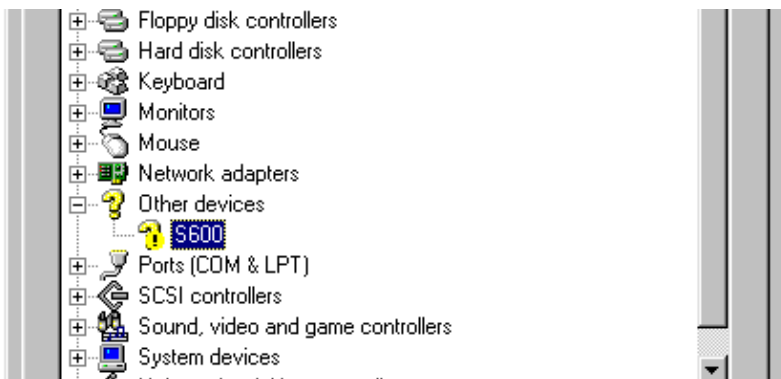 Floppy disk controllers
Hard disk controllers
Keyboard
Monitors
Mouse
Network adapters
Other devices
S600
Ports (COM & LPT)
SCSI controllers
Sound, video and game controllers
System devices